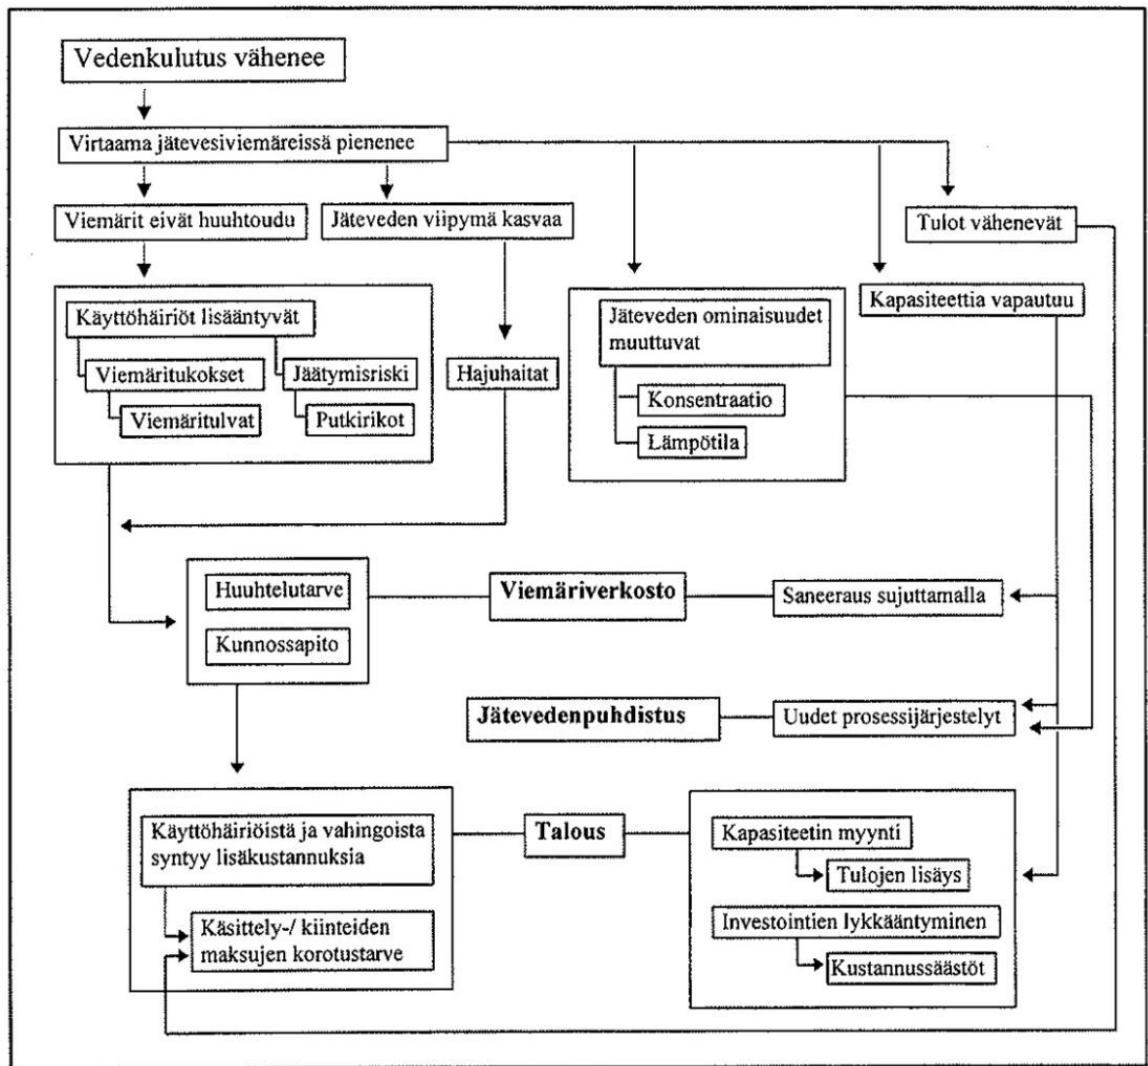 Vedenkulutus vähenee
Virtaama jätevesiviemäreissä pienenee
Viemärit eivät huuhtoudu
Jäteveden viipymä kasvaa
Tulot vähenevät
Kapasiteettia vapautuu
Käyttöhäiriöt lisääntyvät
Viemäritukokset
Jäätymisriski
Viemäritulvat
Putkirikot
Hajuhaitat
Jäteveden ominaisuudet
muuttuvat
Konsentraatio
Lämpötila
Huuhtelutarve
Kunnossapito
Viemäriverkosto
Saneeraus sujuttamalla
Jätevedenpuhdistus
Uudet prosessijärjestelyt
Käyttöhäiriöistä ja vahingoista
syntyy lisäkustannuksia
Käsittely-/ kiinteiden
maksujen korotustarve
Talous
Kapasiteetin myynti
Tulojen lisäys
Investointien lykkääntyminen
Kustannussäästöt